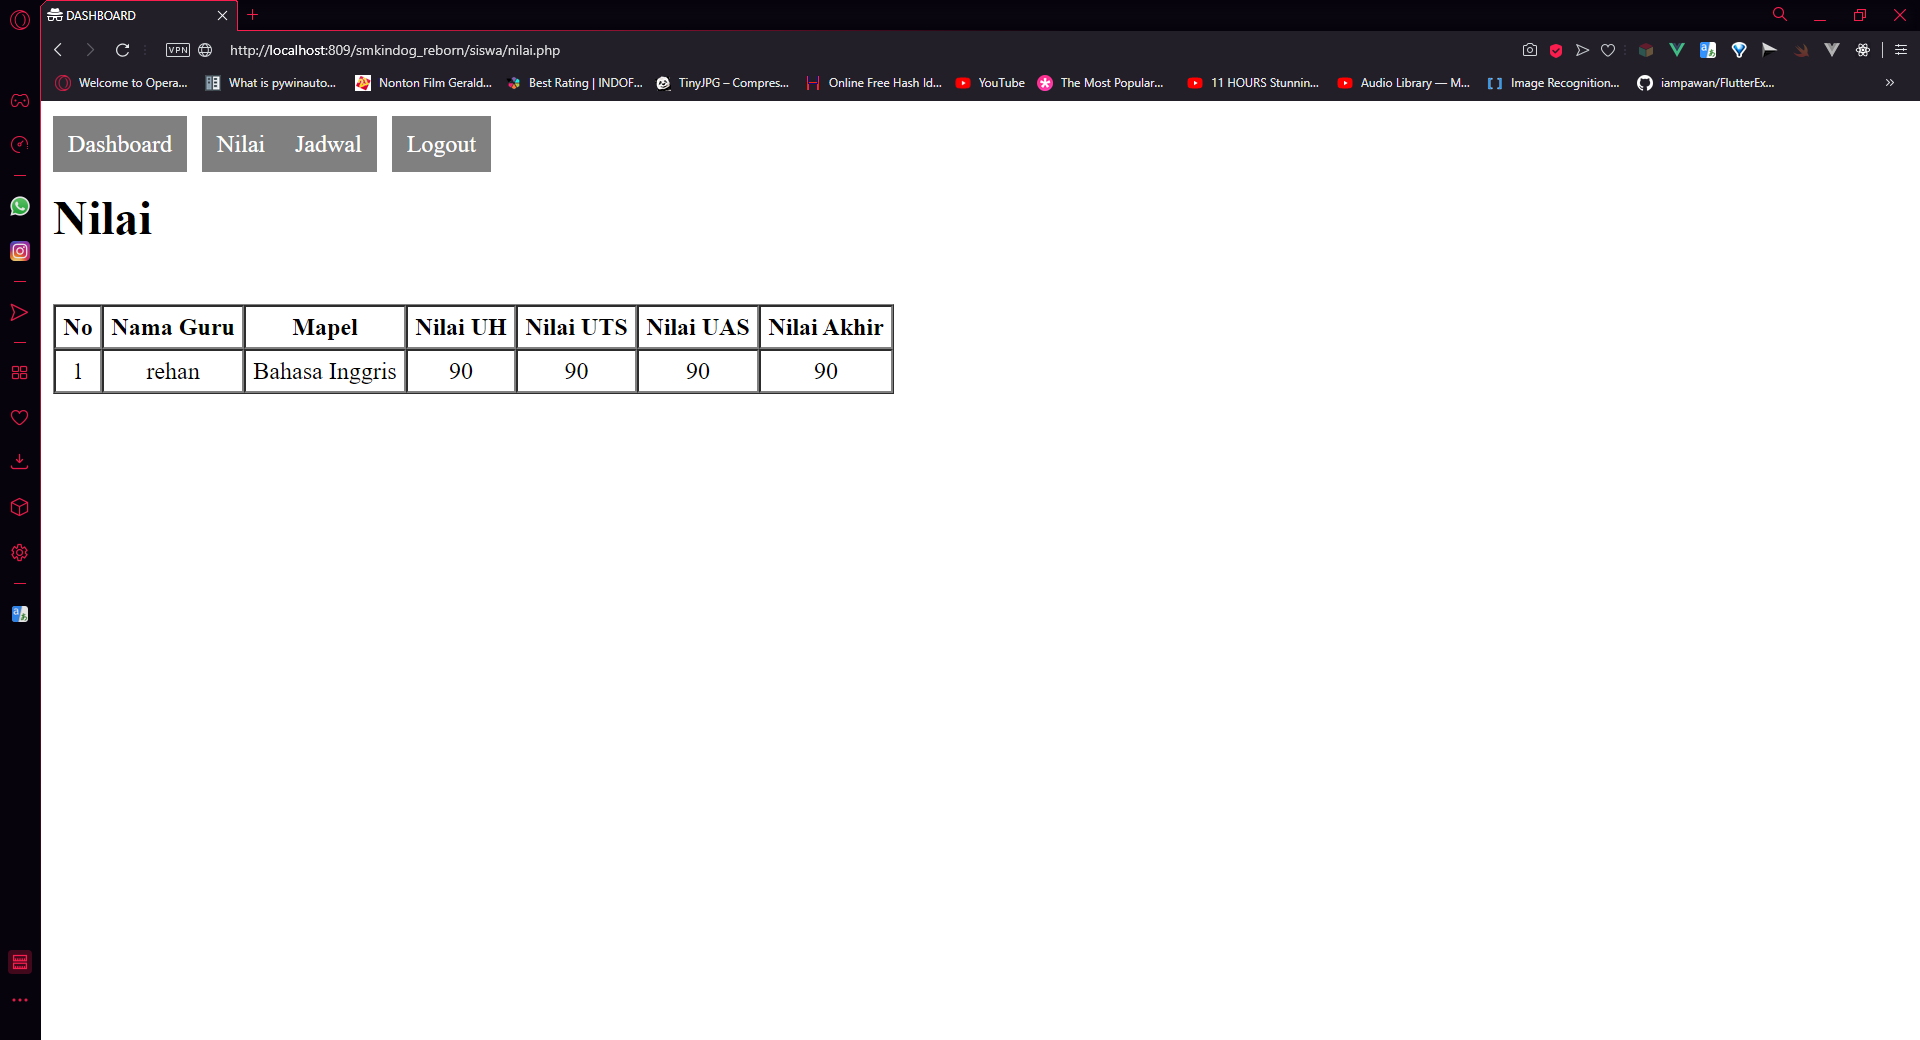 DASHBOARD
VPN http://localhost:809/smkindog_reborn/siswa/nilai.php
Welcome to Opera... What is pywinauto... Nonton Film Gerald... Best Rating | INDOF... TinyJPG – Compres... Online Free Hash Id... YouTube The Most Popular... 11 HOURS Stunnin... Audio Library — M... Image Recognition... iampawan/FlutterEx...
Dashboard Nilai Jadwal Logout
Nilai
No Nama Guru Mapel Nilai UH Nilai UTS Nilai UAS Nilai Akhir
1 rehan Bahasa Inggris 90 90 90 90